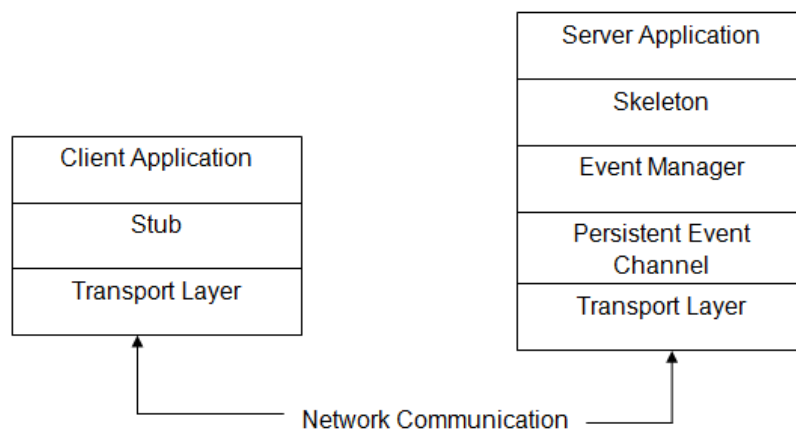 Client Application
Stub
Transport Layer
Server Application
Skeleton
Event Manager
Persistent Event
Channel
Transport Layer
Network Communication